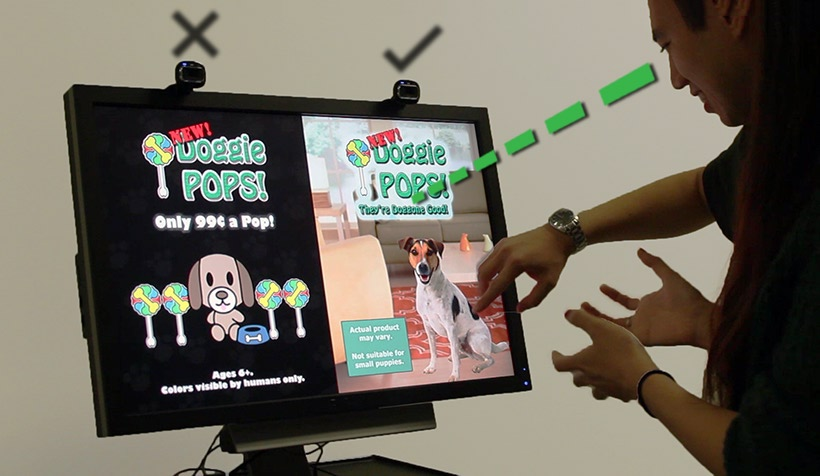 NEW!
Doggie
POPS!
Only 99¢ a Pop!
Ages 6+.
Colors visible by humans only.
NEW!
Doggie
POPS!
They're Doggone Good!
Actual product
may vary.
Not suitable for
small puppies.